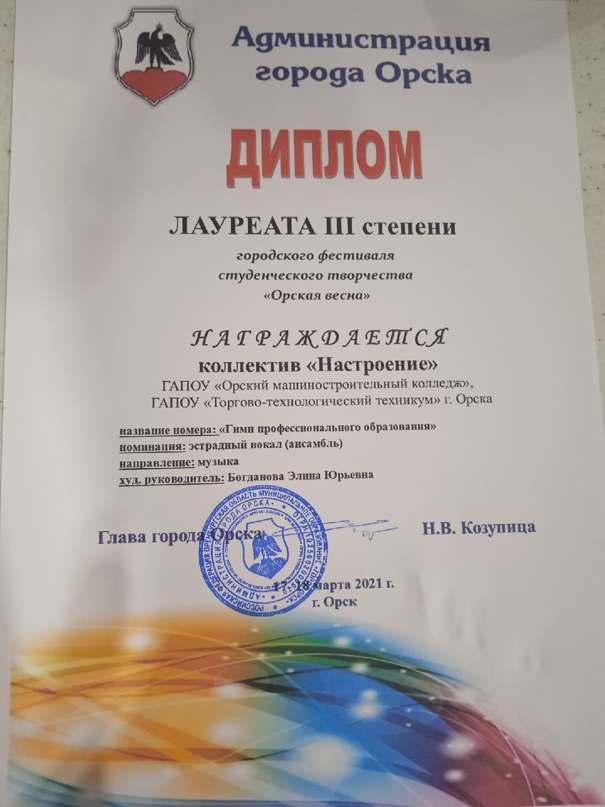 Администрация
города Орска
ДИПЛОМ
ЛАУРЕАТА III степени
городского фестиваля
студенческого творчества
«Орская весна»
НАГРАЖДАЕТСЯ
коллектив «Настроение»
ГАПОУ «Орский машиностроительный колледж»,
ГАПОУ «Торгово-технологический техникум» г. Орска
название номера: «Гимн профессионального образования»
номинация: эстрадный вокал (ансамбль)
направление: музыка
худ. руководитель: Богданова Элина Юрьевна
Глава города Орска
Н.В. Козупица
17-18 марта 2021 г.
г. Орск